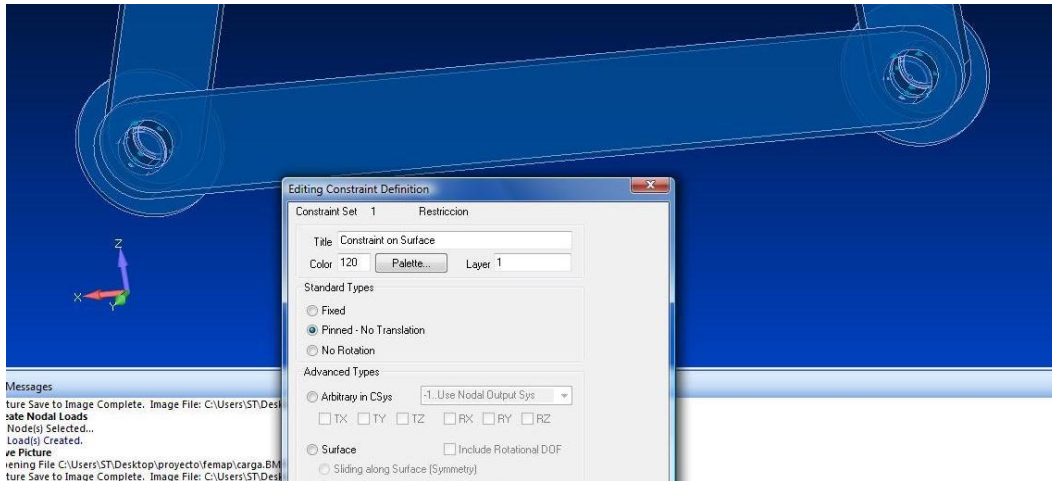 Editing Constraint Definition
Constraint Set 1 Restriccion
Title Constraint on Surface
Color 120 Palette... Layer 1
Standard Types
Fixed
Pinned - No Translation
No Rotation
Advanced Types
Arbitrary in CSys -1..Use Nodal Output Sys
TX TY TZ RX RY RZ
Surface Include Rotational DOF
Sliding along Surface (Symmetry)
Z
X
Y
Messages
ture Save to Image Complete. Image File: C:\Users\ST\Desk
eate Nodal Loads
Node(s) Selected...
Load(s) Created.
ve Picture
ening File C:\Users\ST\Desktop\proyecto\femap\carga.BM
ture Save to Image Complete. Image File: C:\Users\ST\Desk